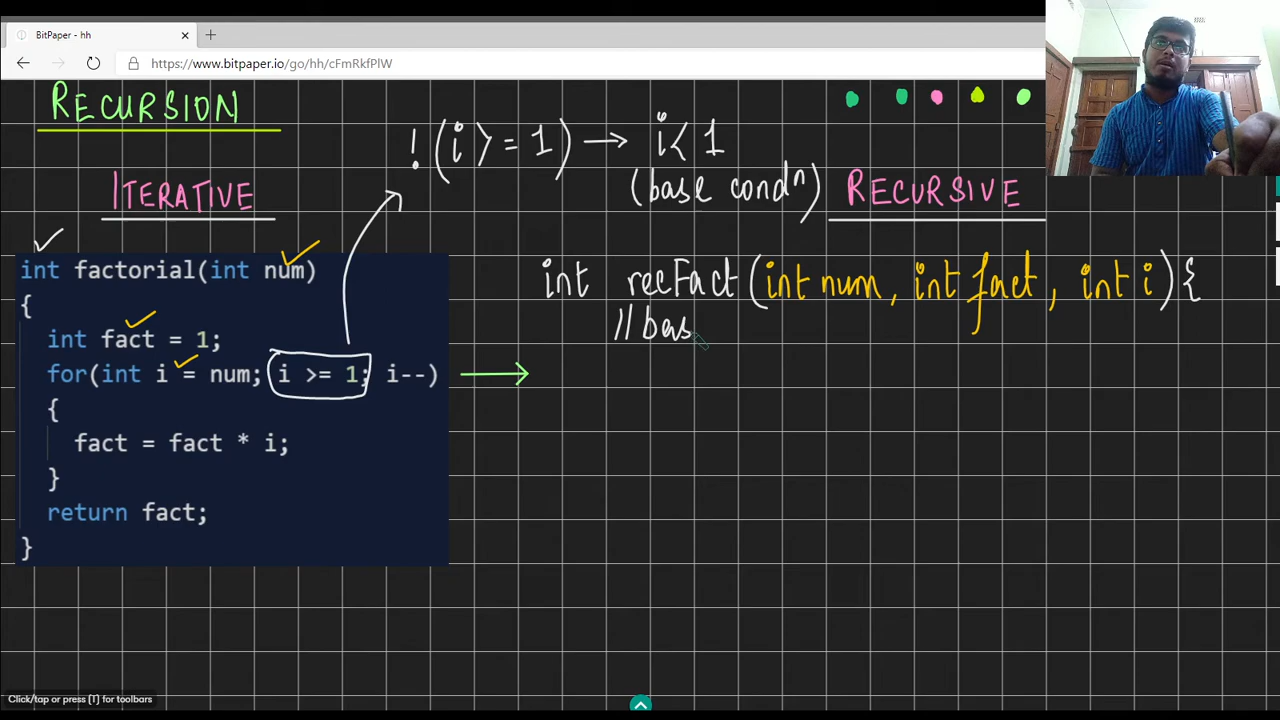 BitPaper - hh
https://www.bitpaper.io/go/hh/cFmRkfPlW
RECURSION
!(i >= 1) → i < 1
(base condⁿ)
ITERATIVE
RECURSIVE
int factorial(int num)
{
int fact = 1;
for(int i = num; i >= 1; i--)
{
fact = fact * i;
}
return fact;
}
int recFact(int num, int fact, int i){
// bas
Click/tap or press [1] for toolbars